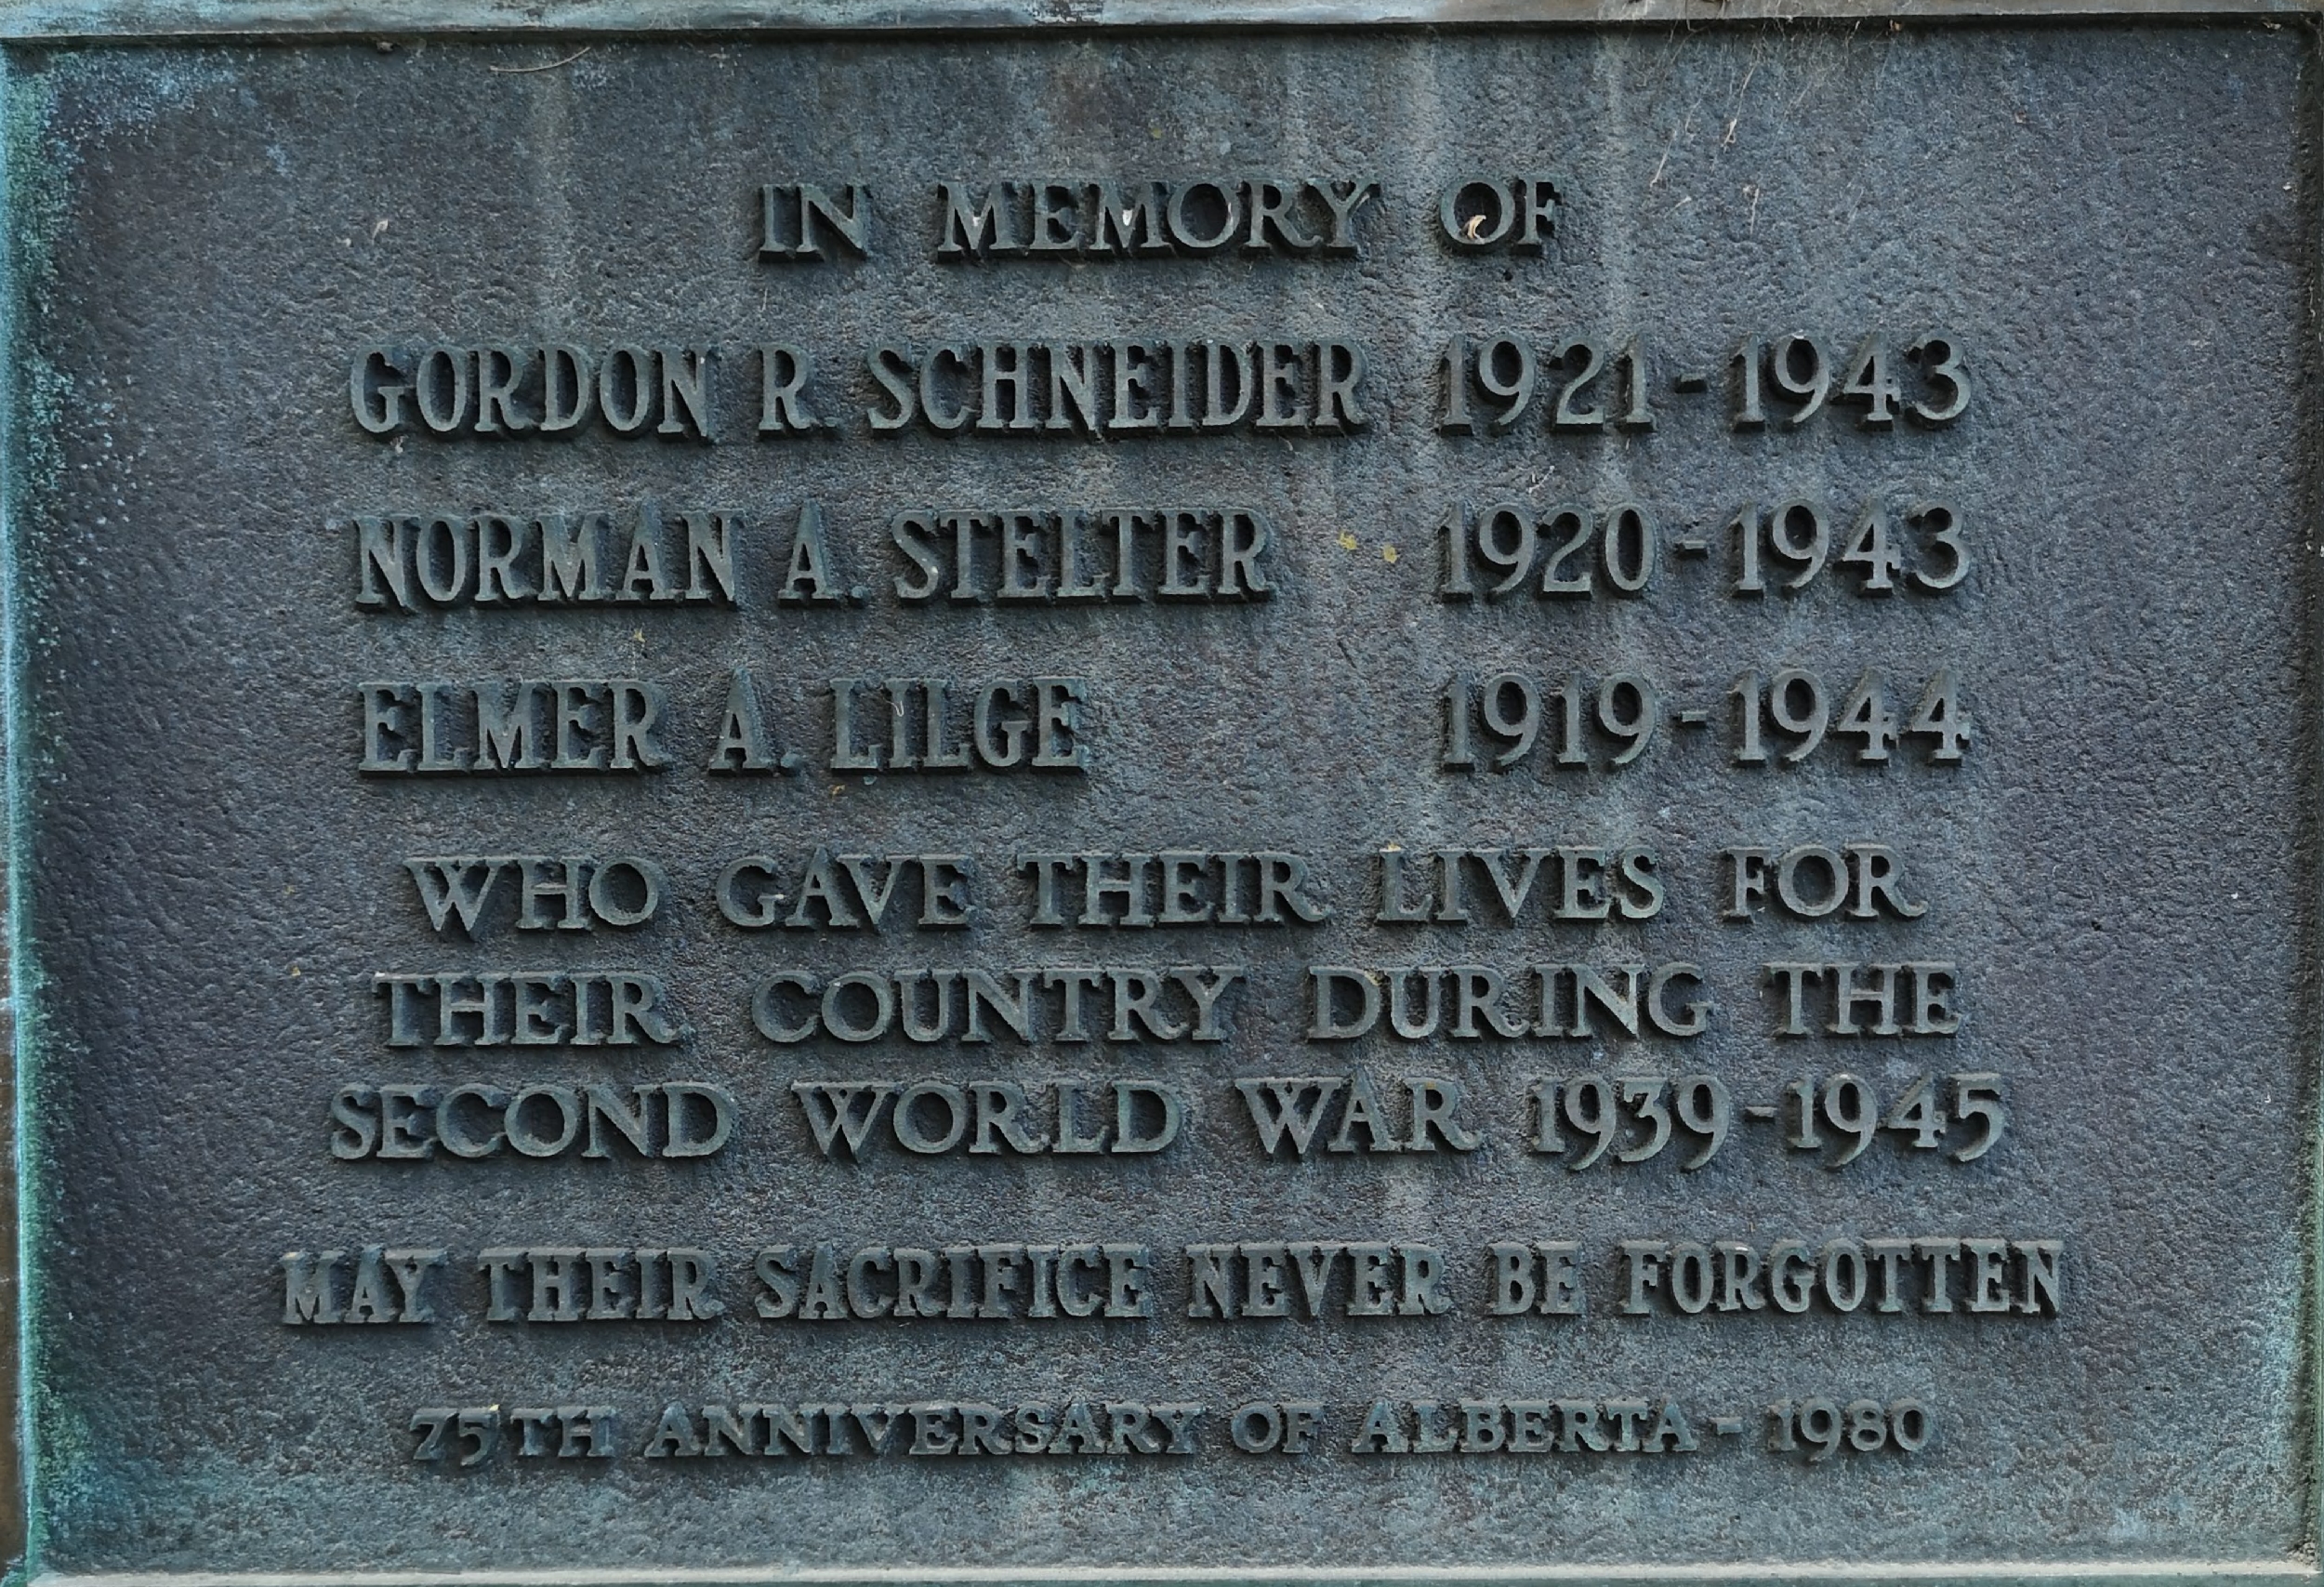 IN MEMORY OF
GORDON R. SCHNEIDER 1921-1943
NORMAN A. STELTER 1920-1943
ELMER A. LILGE 1919-1944
WHO GAVE THEIR LIVES FOR
THEIR COUNTRY DURING THE
SECOND WORLD WAR 1939-1945
MAY THEIR SACRIFICE NEVER BE FORGOTTEN
75TH ANNIVERSARY OF ALBERTA - 1980